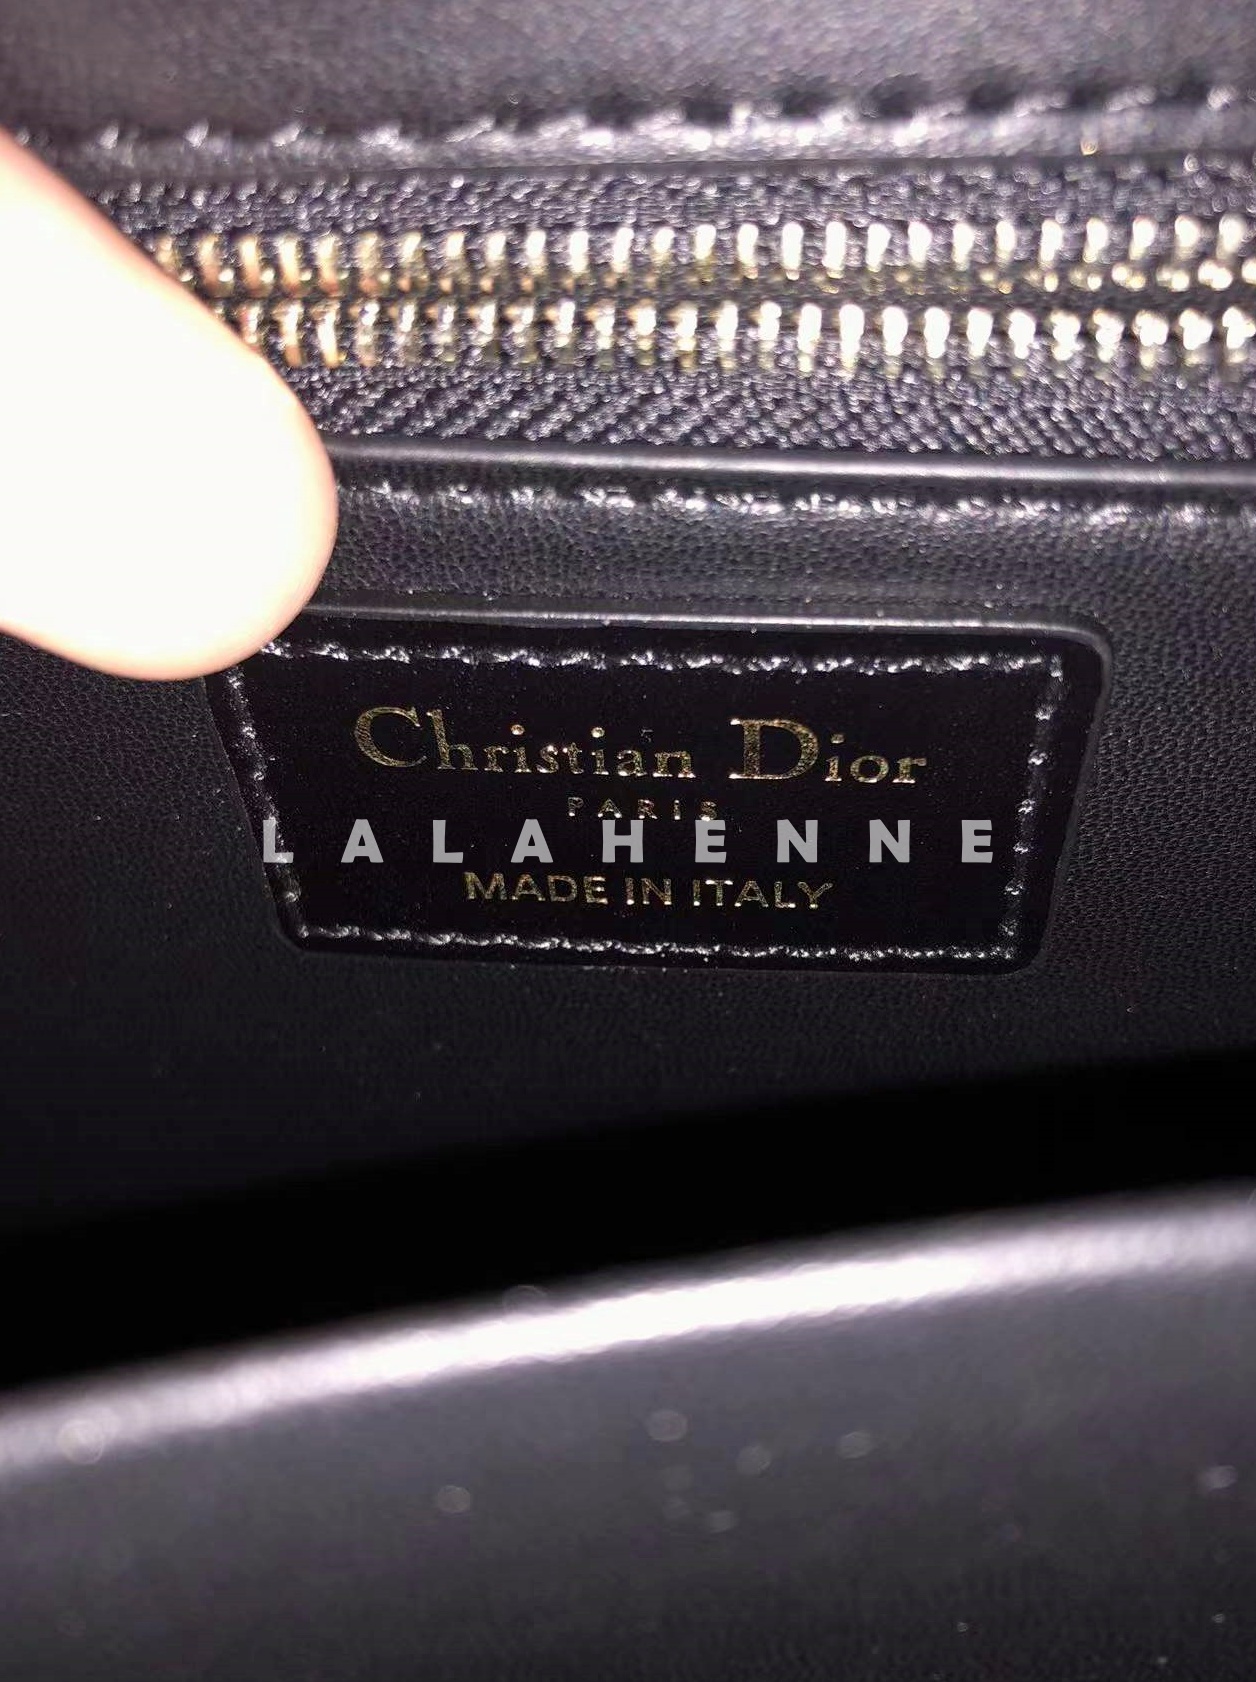 Christian Dior
PARIS
LALAHENNE
MADE IN ITALY